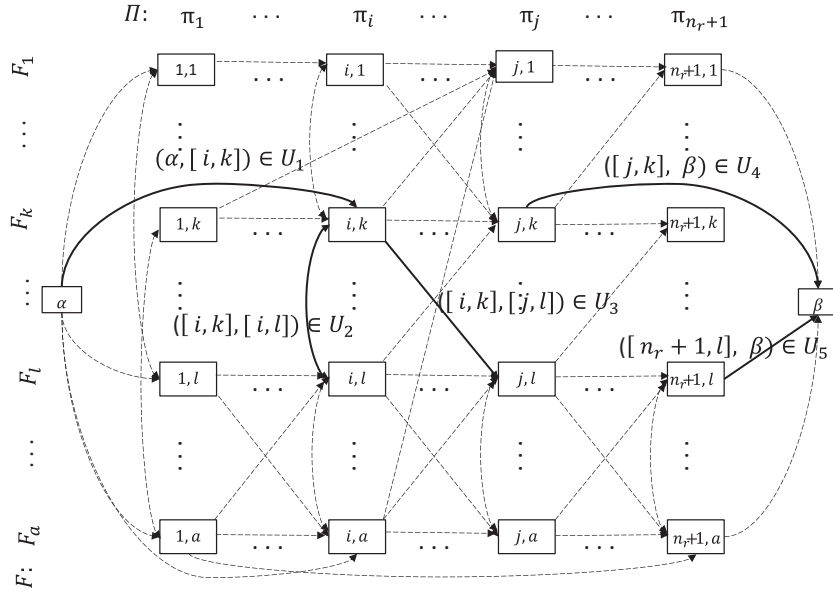 Π: π₁ ··· πᵢ ··· πⱼ ··· πₙᵣ₊₁
F₁ 1,1 ··· i,1 ··· j,1 ··· nᵣ+1,1
···
(α,[i,k]) ∈ U₁ ([j,k], β) ∈ U₄
Fₖ 1,k ··· i,k ··· j,k ··· nᵣ+1,k
··· α β
([i,k],[i,l]) ∈ U₂ ([i,k],[j,l]) ∈ U₃
([nᵣ+1,l], β) ∈ U₅
Fₗ 1,l ··· i,l ··· j,l ··· nᵣ+1,l
···
Fₐ 1,a ··· i,a ··· j,a ··· nᵣ+1,a
F: